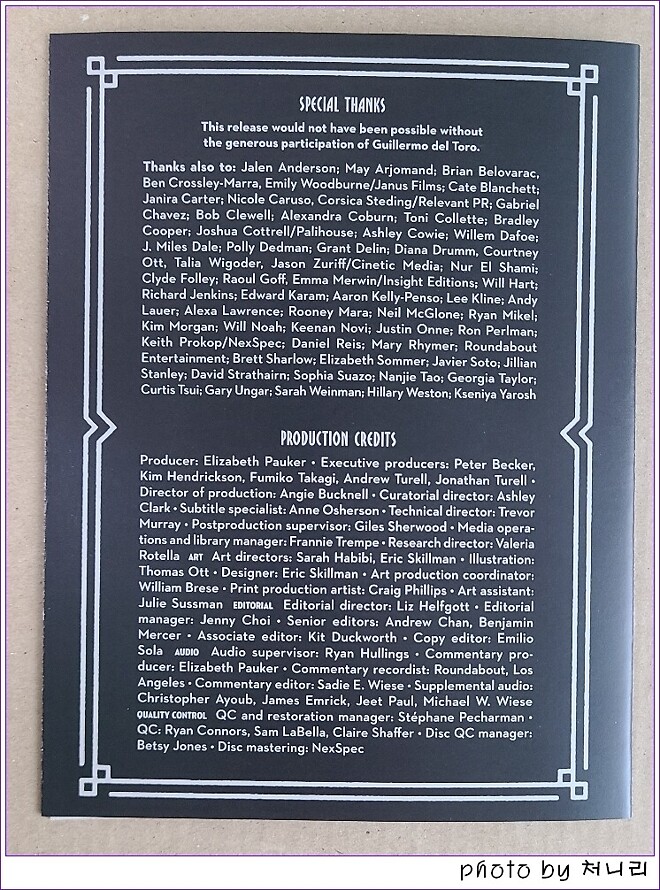 SPECIAL THANKS
This release would not have been possible without
the generous participation of Guillermo del Toro.
Thanks also to: Jalen Anderson; May Arjomand; Brian Belovarac,
Ben Crossley-Marra, Emily Woodburne/Janus Films; Cate Blanchett;
Janira Carter; Nicole Caruso, Corsica Steding/Relevant PR; Gabriel
Chavez; Bob Clewell; Alexandra Coburn; Toni Collette; Bradley
Cooper; Joshua Cottrell/Palihouse; Ashley Cowie; Willem Dafoe;
J. Miles Dale; Polly Dedman; Grant Delin; Diana Drumm, Courtney
Ott, Talia Wigoder, Jason Zuriff/Cinetic Media; Nur El Shami;
Clyde Folley; Raoul Goff, Emma Merwin/Insight Editions; Will Hart;
Richard Jenkins; Edward Karam; Aaron Kelly-Penso; Lee Kline; Andy
Lauer; Alexa Lawrence; Rooney Mara; Neil McGlone; Ryan Mikel;
Kim Morgan; Will Noah; Keenan Novi; Justin Onne; Ron Perlman;
Keith Prokop/NexSpec; Daniel Reis; Mary Rhymer; Roundabout
Entertainment; Brett Sharlow; Elizabeth Sommer; Javier Soto; Jillian
Stanley; David Strathairn; Sophia Suazo; Nanjie Tao; Georgia Taylor;
Curtis Tsui; Gary Ungar; Sarah Weinman; Hillary Weston; Kseniya Yarosh
PRODUCTION CREDITS
Producer: Elizabeth Pauker • Executive producers: Peter Becker,
Kim Hendrickson, Fumiko Takagi, Andrew Turell, Jonathan Turell •
Director of production: Angie Bucknell • Curatorial director: Ashley
Clark • Subtitle specialist: Anne Osherson • Technical director: Trevor
Murray • Postproduction supervisor: Giles Sherwood • Media opera-
tions and library manager: Frannie Trempe • Research director: Valeria
Rotella ART Art directors: Sarah Habibi, Eric Skillman • Illustration:
Thomas Ott • Designer: Eric Skillman • Art production coordinator:
William Brese • Print production artist: Craig Phillips • Art assistant:
Julie Sussman EDITORIAL Editorial director: Liz Helfgott • Editorial
manager: Jenny Choi • Senior editors: Andrew Chan, Benjamin
Mercer • Associate editor: Kit Duckworth • Copy editor: Emilio
Sola AUDIO Audio supervisor: Ryan Hullings • Commentary pro-
ducer: Elizabeth Pauker • Commentary recordist: Roundabout, Los
Angeles • Commentary editor: Sadie E. Wiese • Supplemental audio:
Christopher Ayoub, James Emrick, Jeet Paul, Michael W. Wiese
QUALITY CONTROL QC and restoration manager: Stéphane Pecharman •
QC: Ryan Connors, Sam LaBella, Claire Shaffer • Disc QC manager:
Betsy Jones • Disc mastering: NexSpec
photo by 처니리